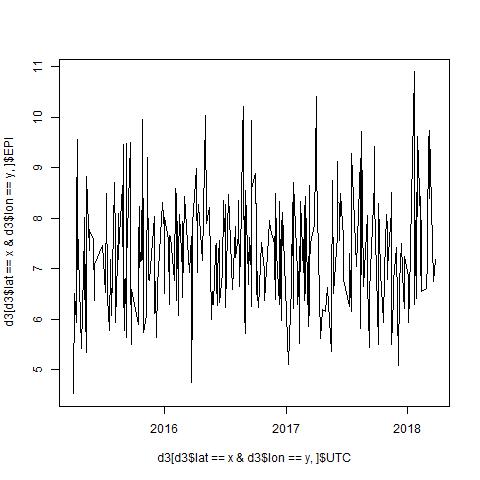 11
10
9
8
7
6
5
d3[d3$lat == x & d3$lon == y, ]$EPI
2016 2017 2018
d3[d3$lat == x & d3$lon == y, ]$UTC